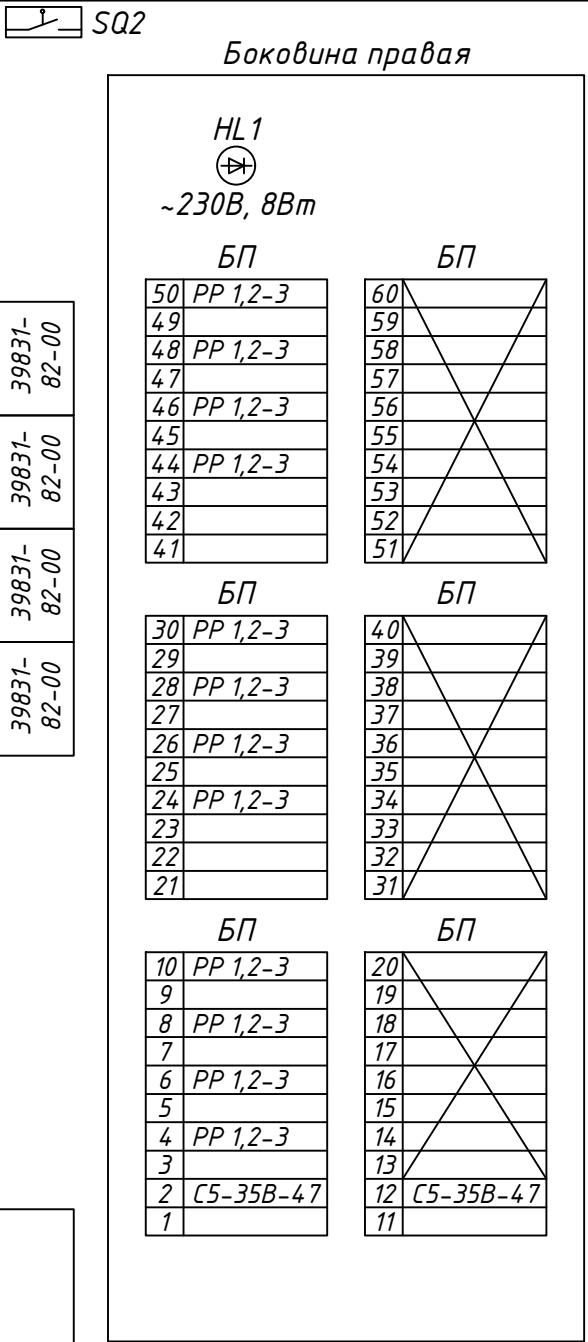 SQ2
Боковина правая
HL1
~230В, 8Вт
БП
50 РР 1,2-3
49
48 РР 1,2-3
47
46 РР 1,2-3
45
44 РР 1,2-3
43
42
41
БП
60
59
58
57
56
55
54
53
52
51
39831-
82-00
39831-
82-00
39831-
82-00
39831-
82-00
БП
30 РР 1,2-3
29
28 РР 1,2-3
27
26 РР 1,2-3
25
24 РР 1,2-3
23
22
21
БП
40
39
38
37
36
35
34
33
32
31
БП
10 РР 1,2-3
9
8 РР 1,2-3
7
6 РР 1,2-3
5
4 РР 1,2-3
3
2 С5-35В-47
1
БП
20
19
18
17
16
15
14
13
12 С5-35В-47
11